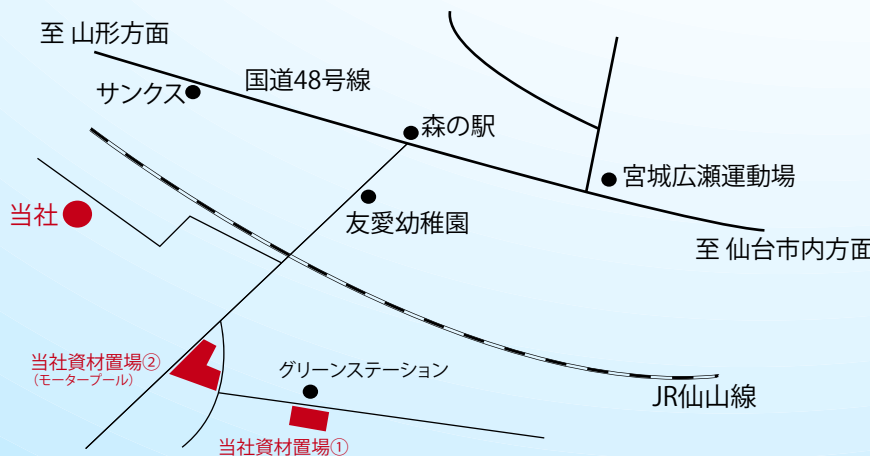 至 山形方面
国道48号線
サンクス
森の駅
宮城広瀬運動場
当社
友愛幼稚園
至 仙台市内方面
当社資材置場②
(モータープール)
グリーンステーション
JR仙山線
当社資材置場①